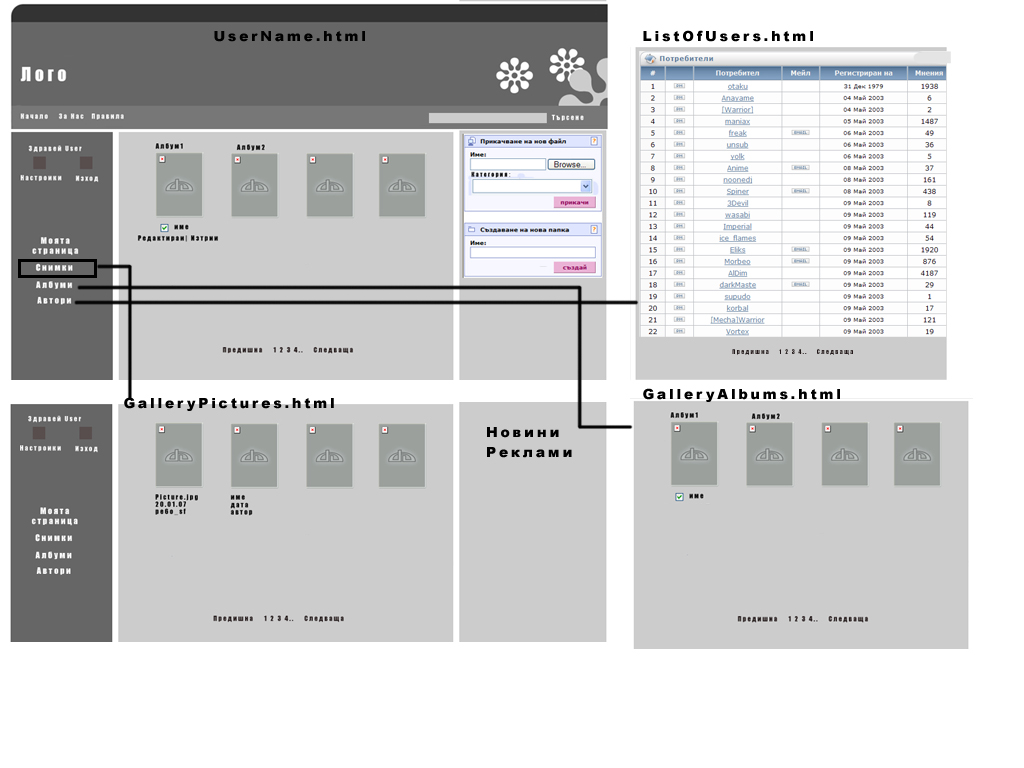 UserName.html
Лого
Начало За Нас Правила
Търсене
Здравей User
Настройки Изход
Моята
страница
Снимки
Албуми
Автори
Албум1 Албум2
име
Редактирай| Изтрий
Предишна 1 2 3 4.. Следваща
Прикачване на нов файл ?
Име:
Browse...
Категория:
прикачи
Създаване на нова папка ?
Име:
създай
ListOfUsers.html
Потребители
# Потребител Мейл Регистриран на Мнения
1 otaku 31 Дек 1979 1938
2 Anavame 04 Май 2003 6
3 [Warrior] 04 Май 2003 2
4 maniax 05 Май 2003 1487
5 freak EMAIL 06 Май 2003 49
6 unsub 06 Май 2003 36
7 volk 06 Май 2003 5
8 Anime EMAIL 08 Май 2003 37
9 noonedj 08 Май 2003 161
10 Spiner EMAIL 08 Май 2003 438
11 3Devil 09 Май 2003 8
12 wasabi 09 Май 2003 119
13 Imperial 09 Май 2003 44
14 ice_flames 09 Май 2003 54
15 Eliks EMAIL 09 Май 2003 1920
16 Morbeo EMAIL 09 Май 2003 876
17 AlDim 09 Май 2003 4187
18 darkMaste EMAIL 09 Май 2003 29
19 supudo 09 Май 2003 1
20 korbal 09 Май 2003 17
21 [Mecha]Warrior 09 Май 2003 121
22 Vortex 09 Май 2003 19
Предишна 1 2 3 4.. Следваща
GalleryPictures.html
Здравей User
Настройки Изход
Моята
страница
Снимки
Албуми
Автори
Picture.jpg
20.01.07
pe6o_sf
име
дата
автор
Предишна 1 2 3 4.. Следваща
Новини
Реклами
GalleryAlbums.html
Албум1 Албум2
име
Предишна 1 2 3 4.. Следваща